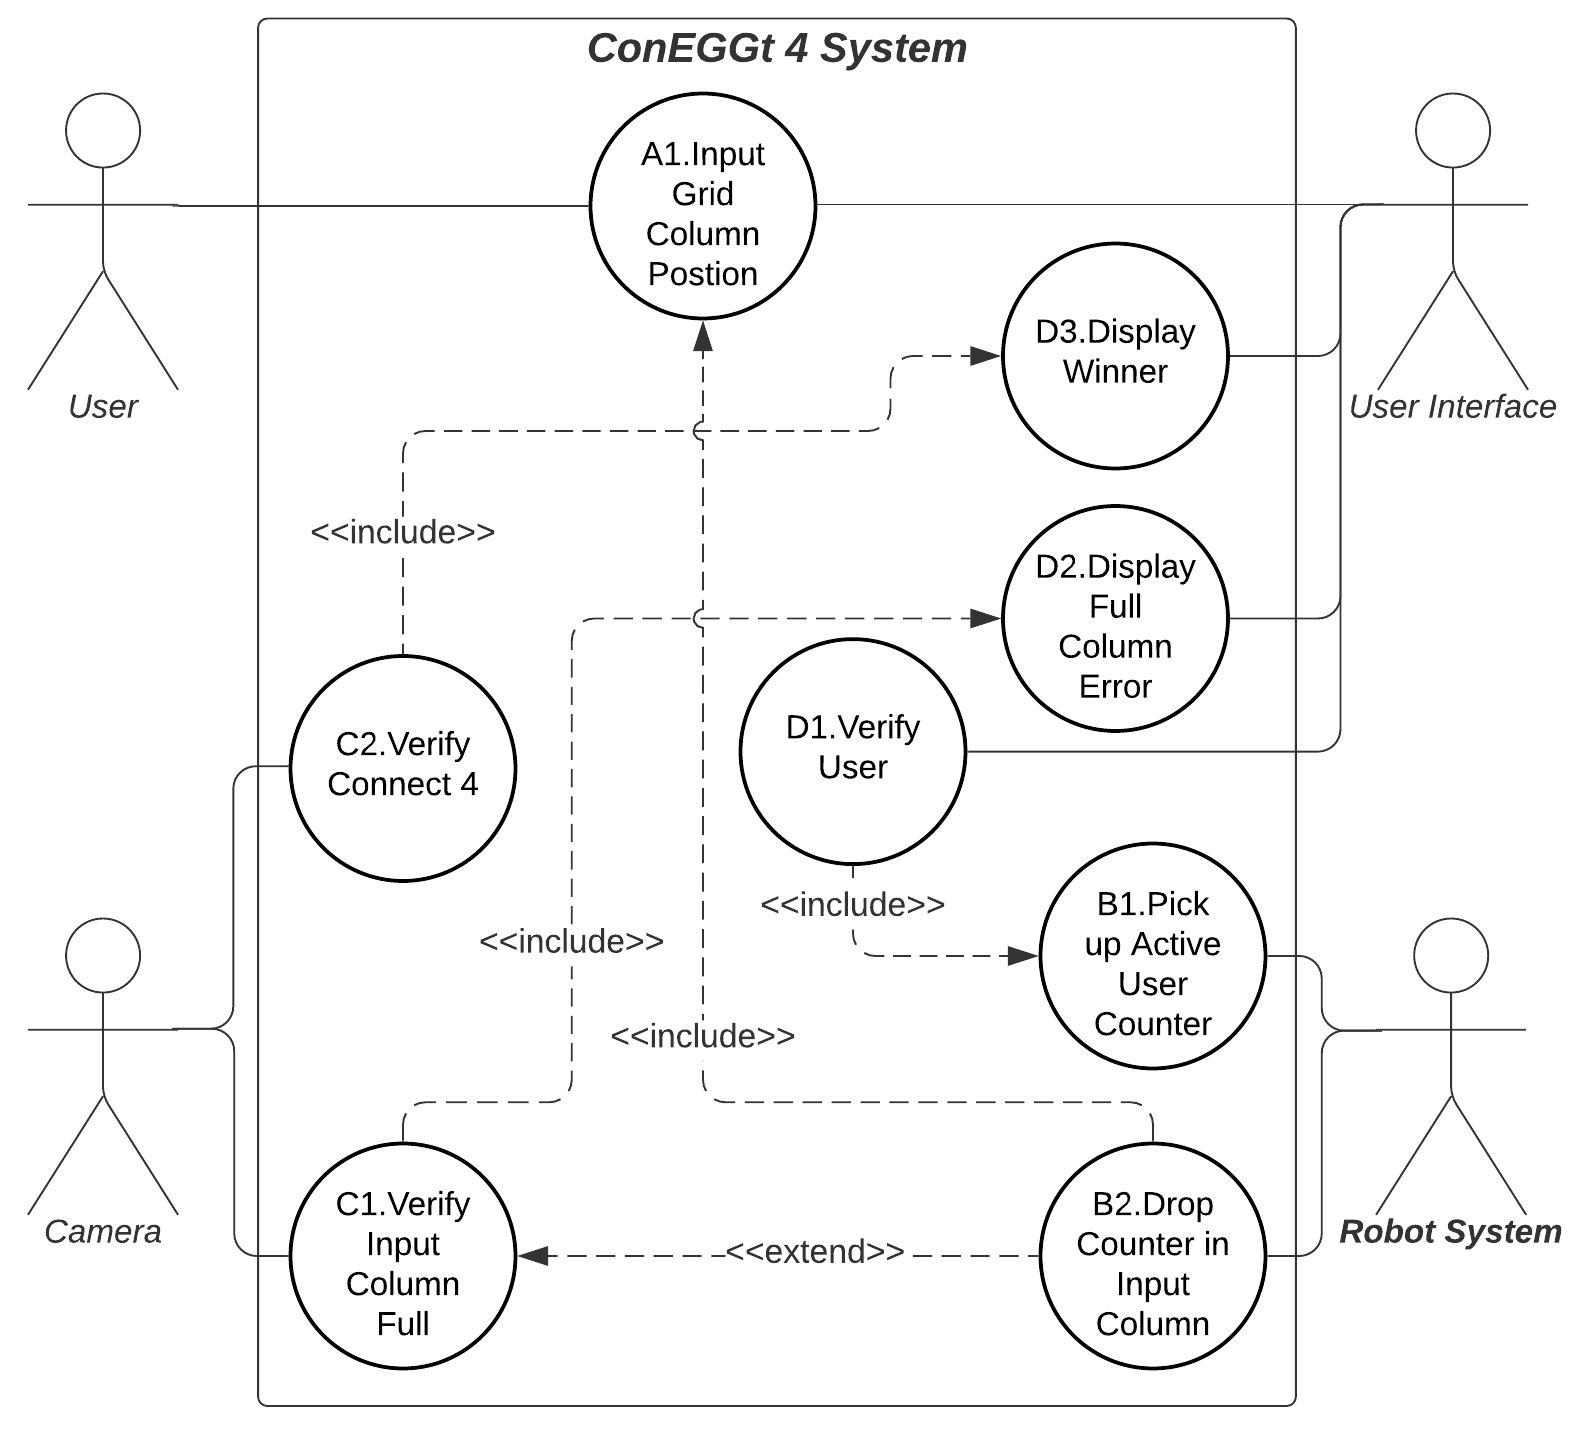 ConEGGt 4 System
A1.Input
Grid
Column
Postion
D3.Display
Winner
User
User Interface
<<include>>
D2.Display
Full
Column
Error
C2.Verify
Connect 4
D1.Verify
User
<<include>>
B1.Pick
up Active
User
Counter
<<include>>
<<include>>
C1.Verify
Input
Column
Full
Camera
<<extend>>
B2.Drop
Counter in
Input
Column
Robot System